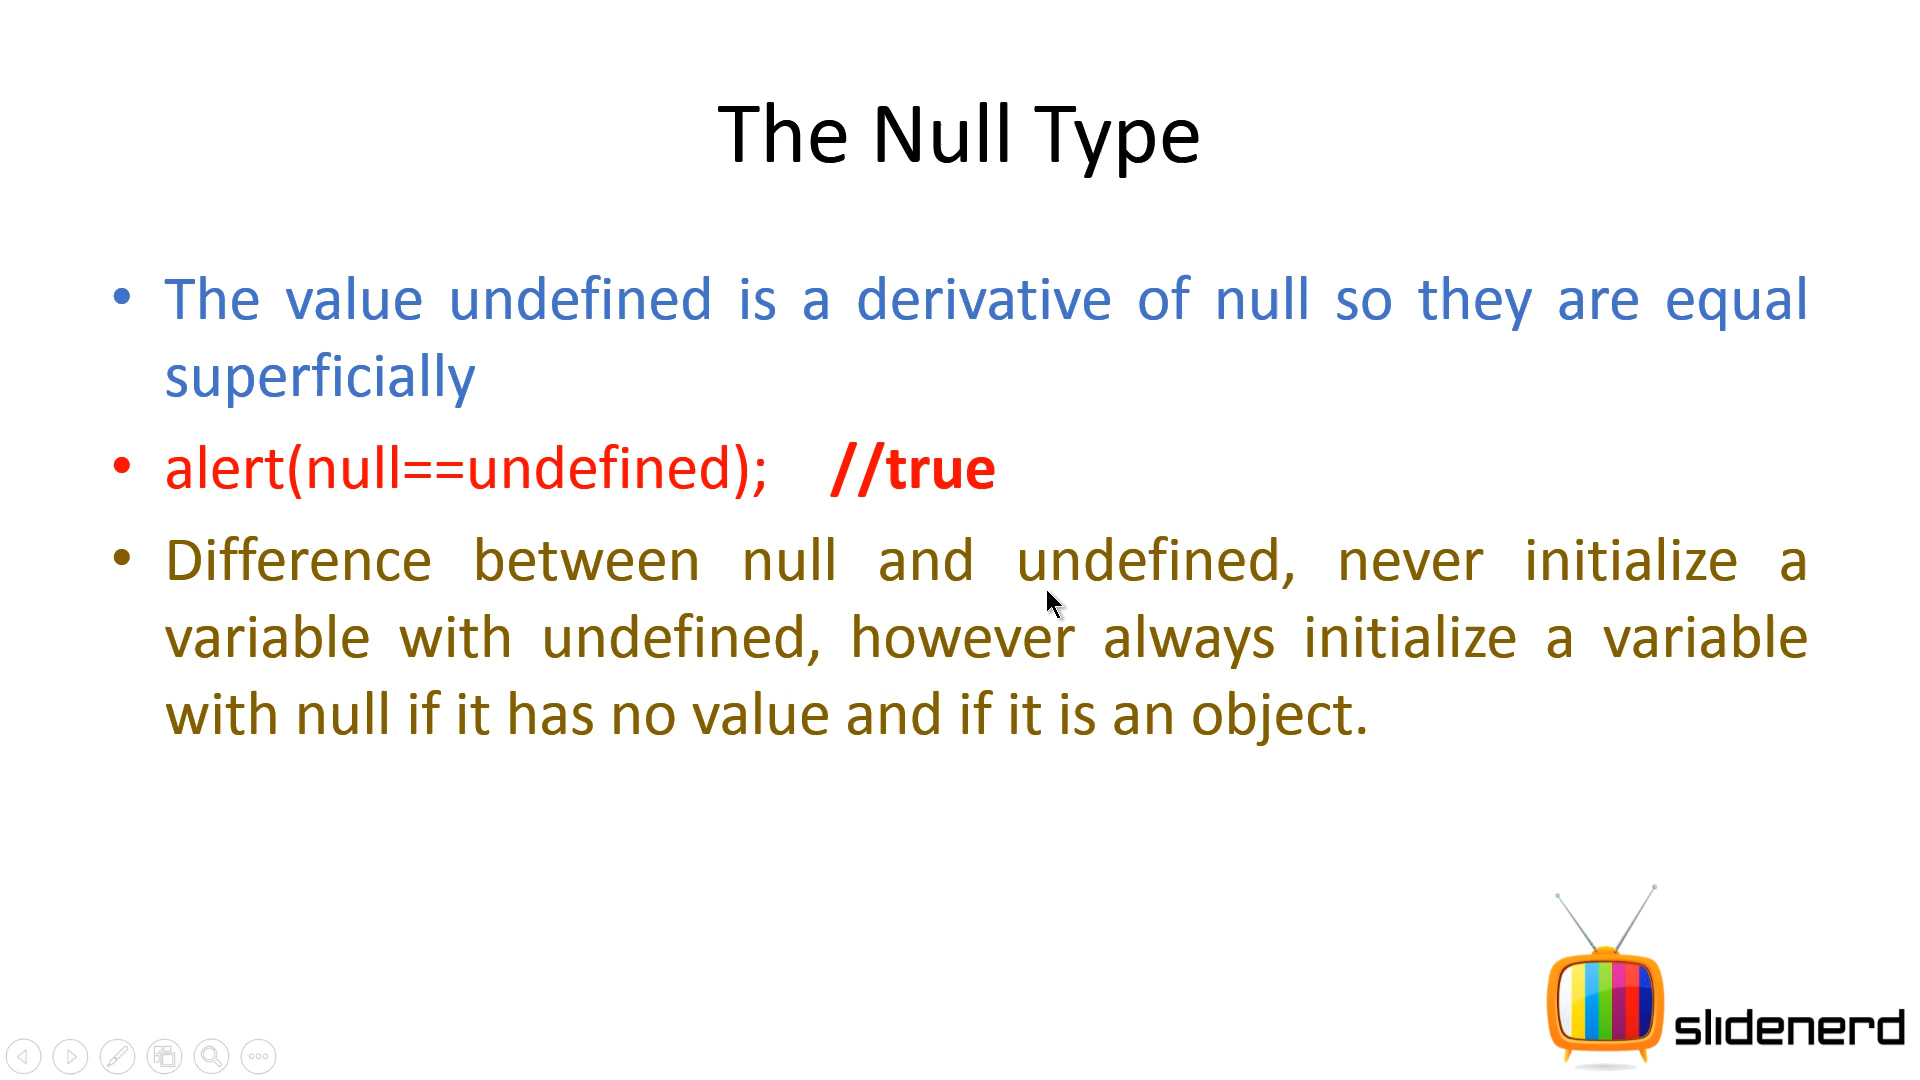 The Null Type
• The value undefined is a derivative of null so they are equal
superficially
• alert(null==undefined); //true
• Difference between null and undefined, never initialize a
variable with undefined, however always initialize a variable
with null if it has no value and if it is an object.
slidenerd